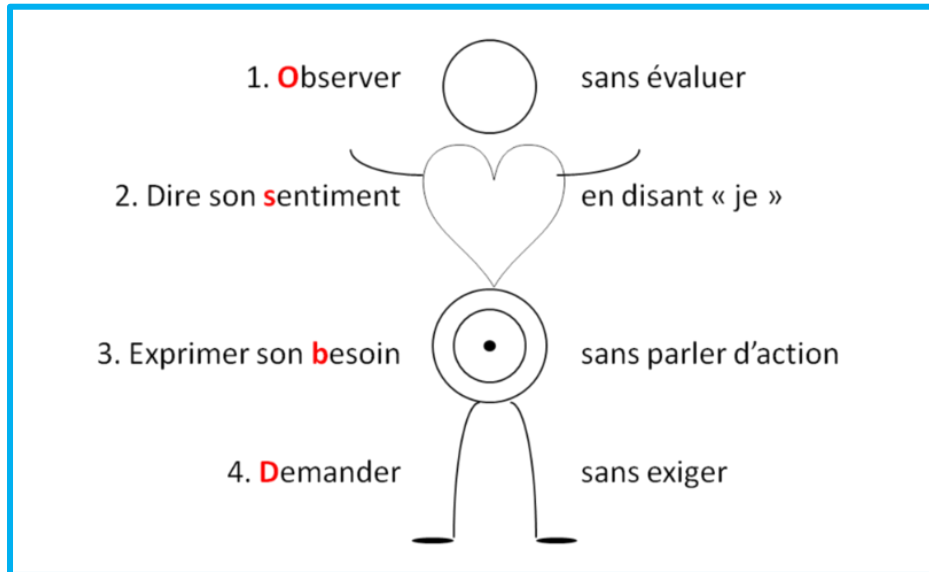 1. Observer sans évaluer
2. Dire son sentiment en disant « je »
3. Exprimer son besoin sans parler d’action
4. Demander sans exiger